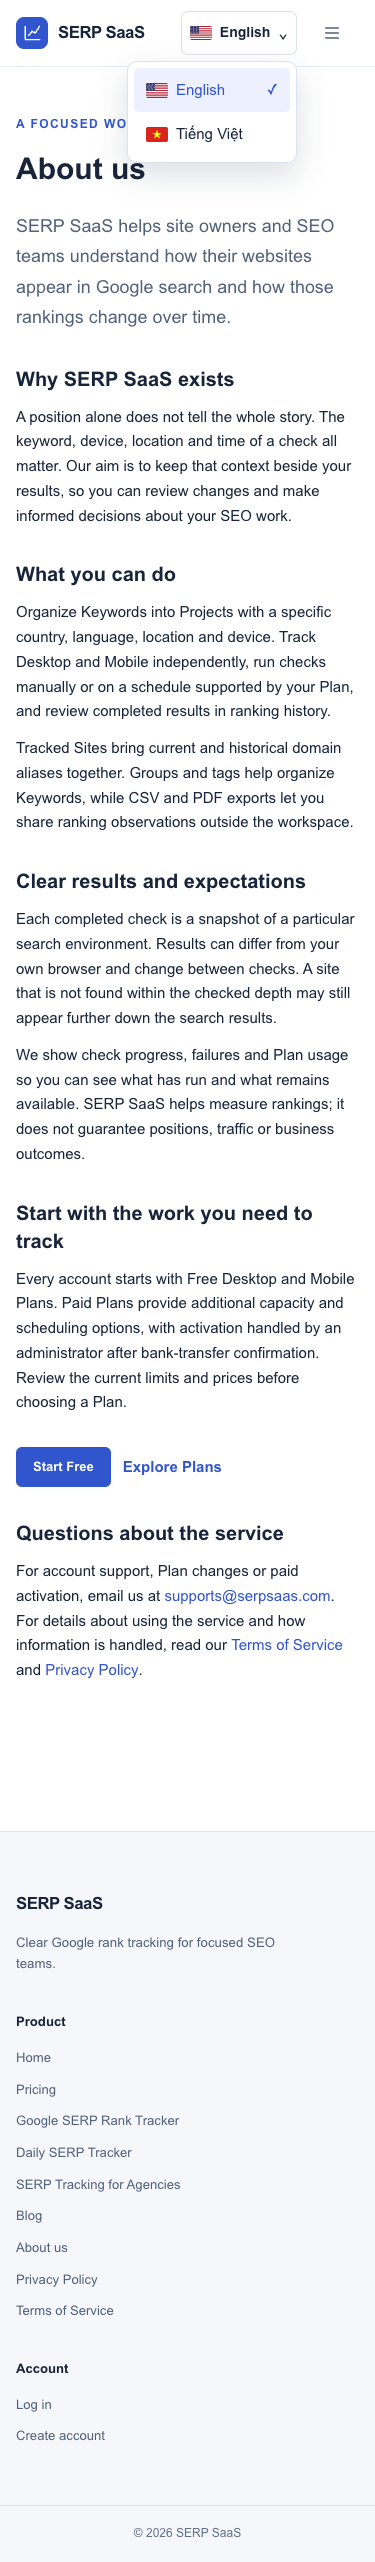 SERP SaaS
English
English
Tiếng Việt
A FOCUSED
About us
SERP SaaS helps site owners and SEO
teams understand how their websites
appear in Google search and how those
rankings change over time.
Why SERP SaaS exists
A position alone does not tell the whole story. The
keyword, device, location and time of a check all
matter. Our aim is to keep that context beside your
results, so you can review changes and make
informed decisions about your SEO work.
What you can do
Organize Keywords into Projects with a specific
country, language, location and device. Track
Desktop and Mobile independently, run checks
manually or on a schedule supported by your Plan,
and review completed results in ranking history.
Tracked Sites bring current and historical domain
aliases together. Groups and tags help organize
Keywords, while CSV and PDF exports let you
share ranking observations outside the workspace.
Clear results and expectations
Each completed check is a snapshot of a particular
search environment. Results can differ from your
own browser and change between checks. A site
that is not found within the checked depth may still
appear further down the search results.
We show check progress, failures and Plan usage
so you can see what has run and what remains
available. SERP SaaS helps measure rankings; it
does not guarantee positions, traffic or business
outcomes.
Start with the work you need to
track
Every account starts with Free Desktop and Mobile
Plans. Paid Plans provide additional capacity and
scheduling options, with activation handled by an
administrator after bank-transfer confirmation.
Review the current limits and prices before
choosing a Plan.
Start Free
Explore Plans
Questions about the service
For account support, Plan changes or paid
activation, email us at supports@serpsaas.com.
For details about using the service and how
information is handled, read our Terms of Service
and Privacy Policy.
SERP SaaS
Clear Google rank tracking for focused SEO
teams.
Product
Home
Pricing
Google SERP Rank Tracker
Daily SERP Tracker
SERP Tracking for Agencies
Blog
About us
Privacy Policy
Terms of Service
Account
Log in
Create account
© 2026 SERP SaaS